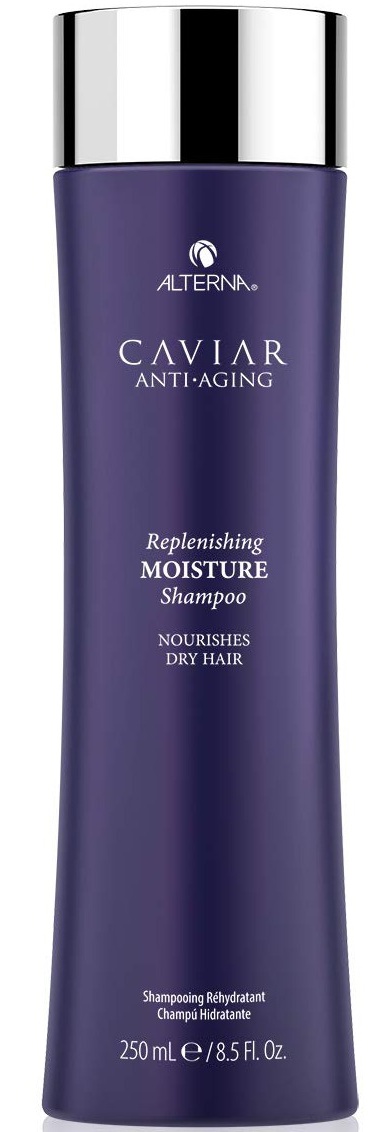 ALTERNA®
CAVIAR
ANTI·AGING
Replenishing
MOISTURE
Shampoo
NOURISHES
DRY HAIR
Shampooing Réhydratant
Champú Hidratante
250 mL ℮ / 8.5 Fl. Oz.